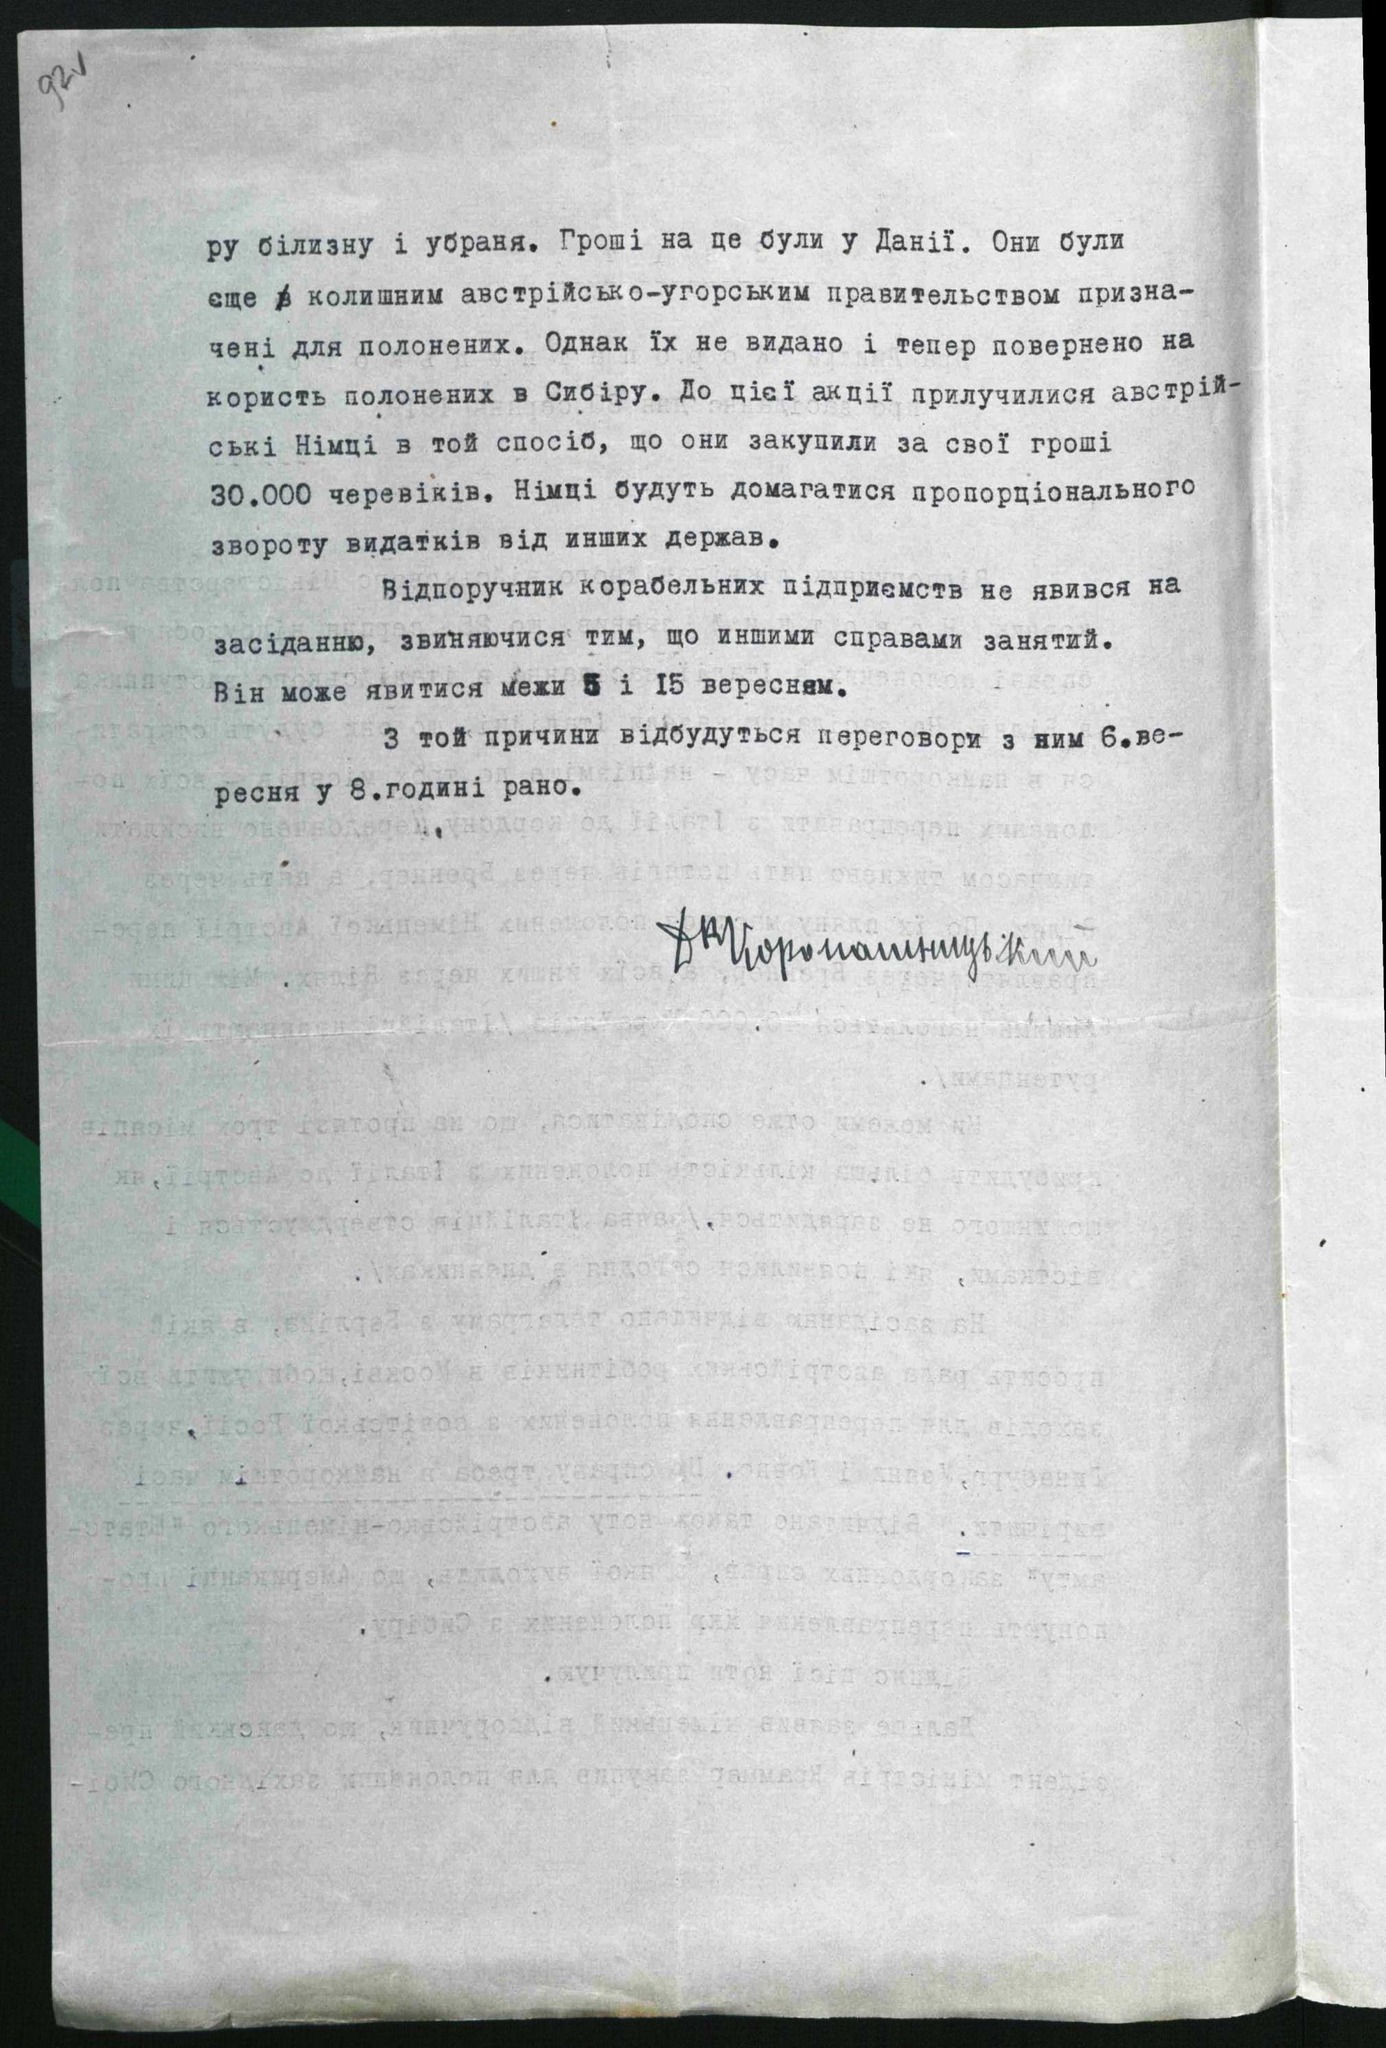 92v
ру білизну і убраня. Гроші на це були у Данії. Они були
єще колишним австрійсько-угорським правительством призна-
чені для полонених. Однак їх не видано і тепер повернено на
користь полонених в Сибіру. До цієї акції прилучилися австрій-
ські Німці в той спосіб, що они закупили за свої гроші
30.000 черевіків. Німці будуть домагатися пропорціонального
звороту видатків від инших держав.
Відпоручник корабельних підприємств не явився на
засіданню, звиняючися тим, що иншими справами занятий.
Він може явитися межи 5 і 15 вереснем.
З той причини відбудуться переговори з ним 6.ве-
ресня у 8.годині рано.